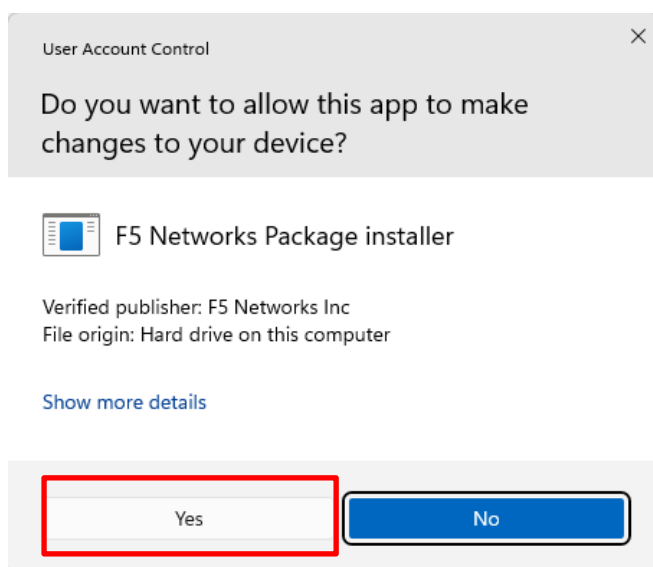 User Account Control
Do you want to allow this app to make
changes to your device?
F5 Networks Package installer
Verified publisher: F5 Networks Inc
File origin: Hard drive on this computer
Show more details
Yes
No